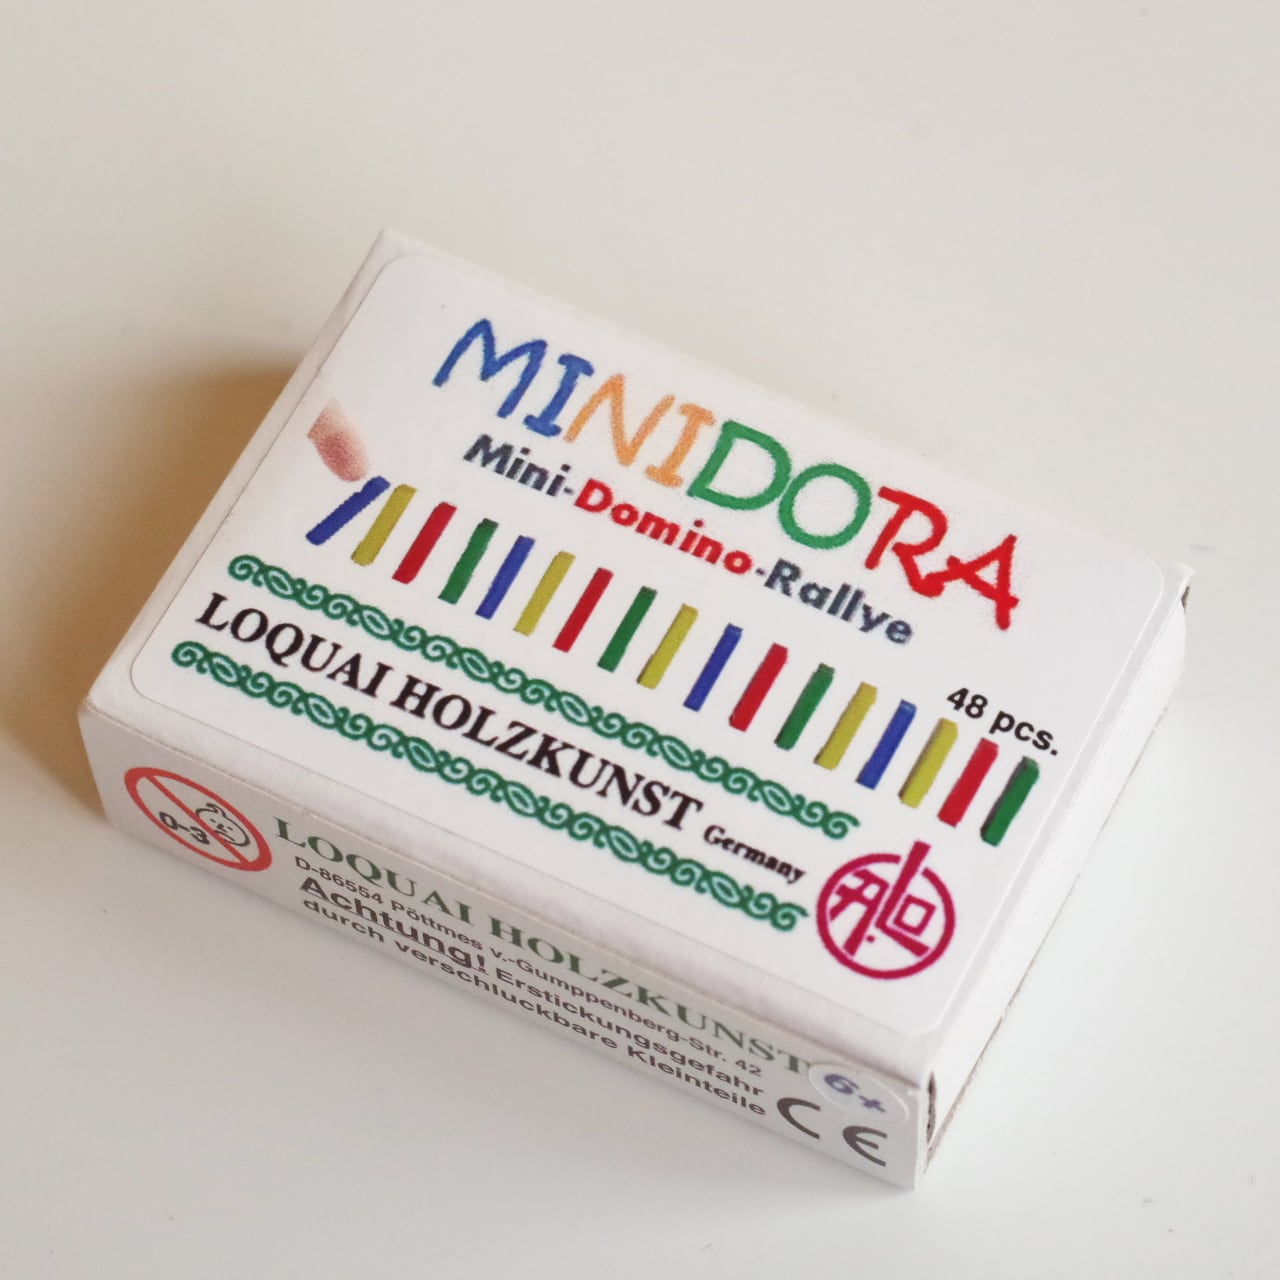 MINIDORA
Mini-Domino-Rallye
48 pcs.
LOQUAI HOLZKUNST Germany
ALO
0-3
LOQUAI HOLZKUNST
D-86554 Pöttmes v.-Gumppenberg-Str. 42
Achtung! Erstickungsgefahr
durch verschluckbare Kleinteile
CE
6+